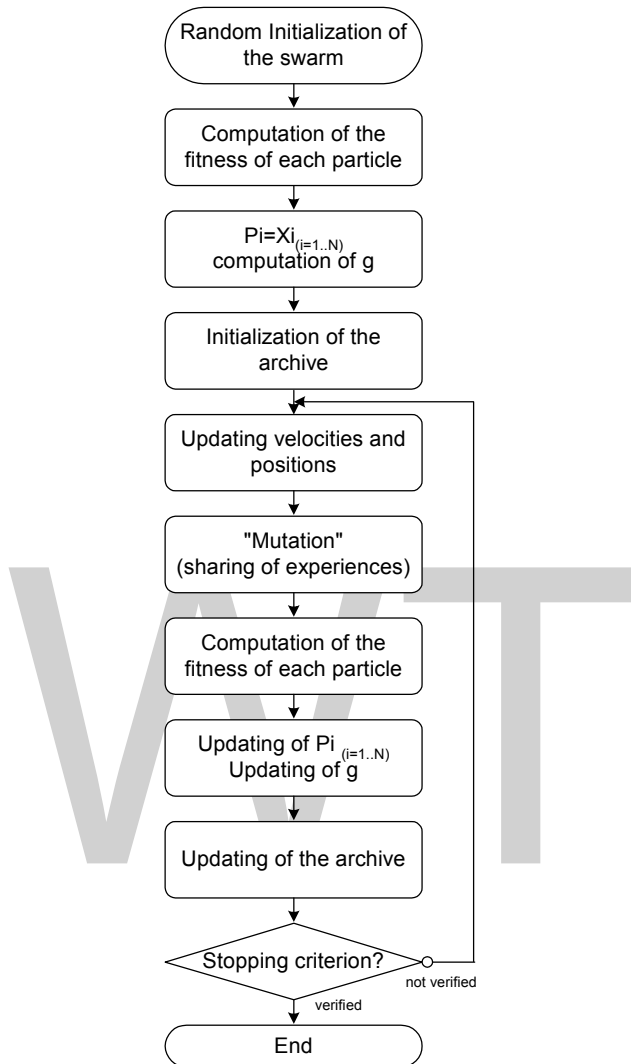 Random Initialization of
the swarm
Computation of the
fitness of each particle
Pi=Xi(i=1..N)
computation of g
Initialization of the
archive
Updating velocities and
positions
"Mutation"
(sharing of experiences)
Computation of the
fitness of each particle
Updating of Pi (i=1..N)
Updating of g
Updating of the archive
Stopping criterion?
not verified
verified
End
WT